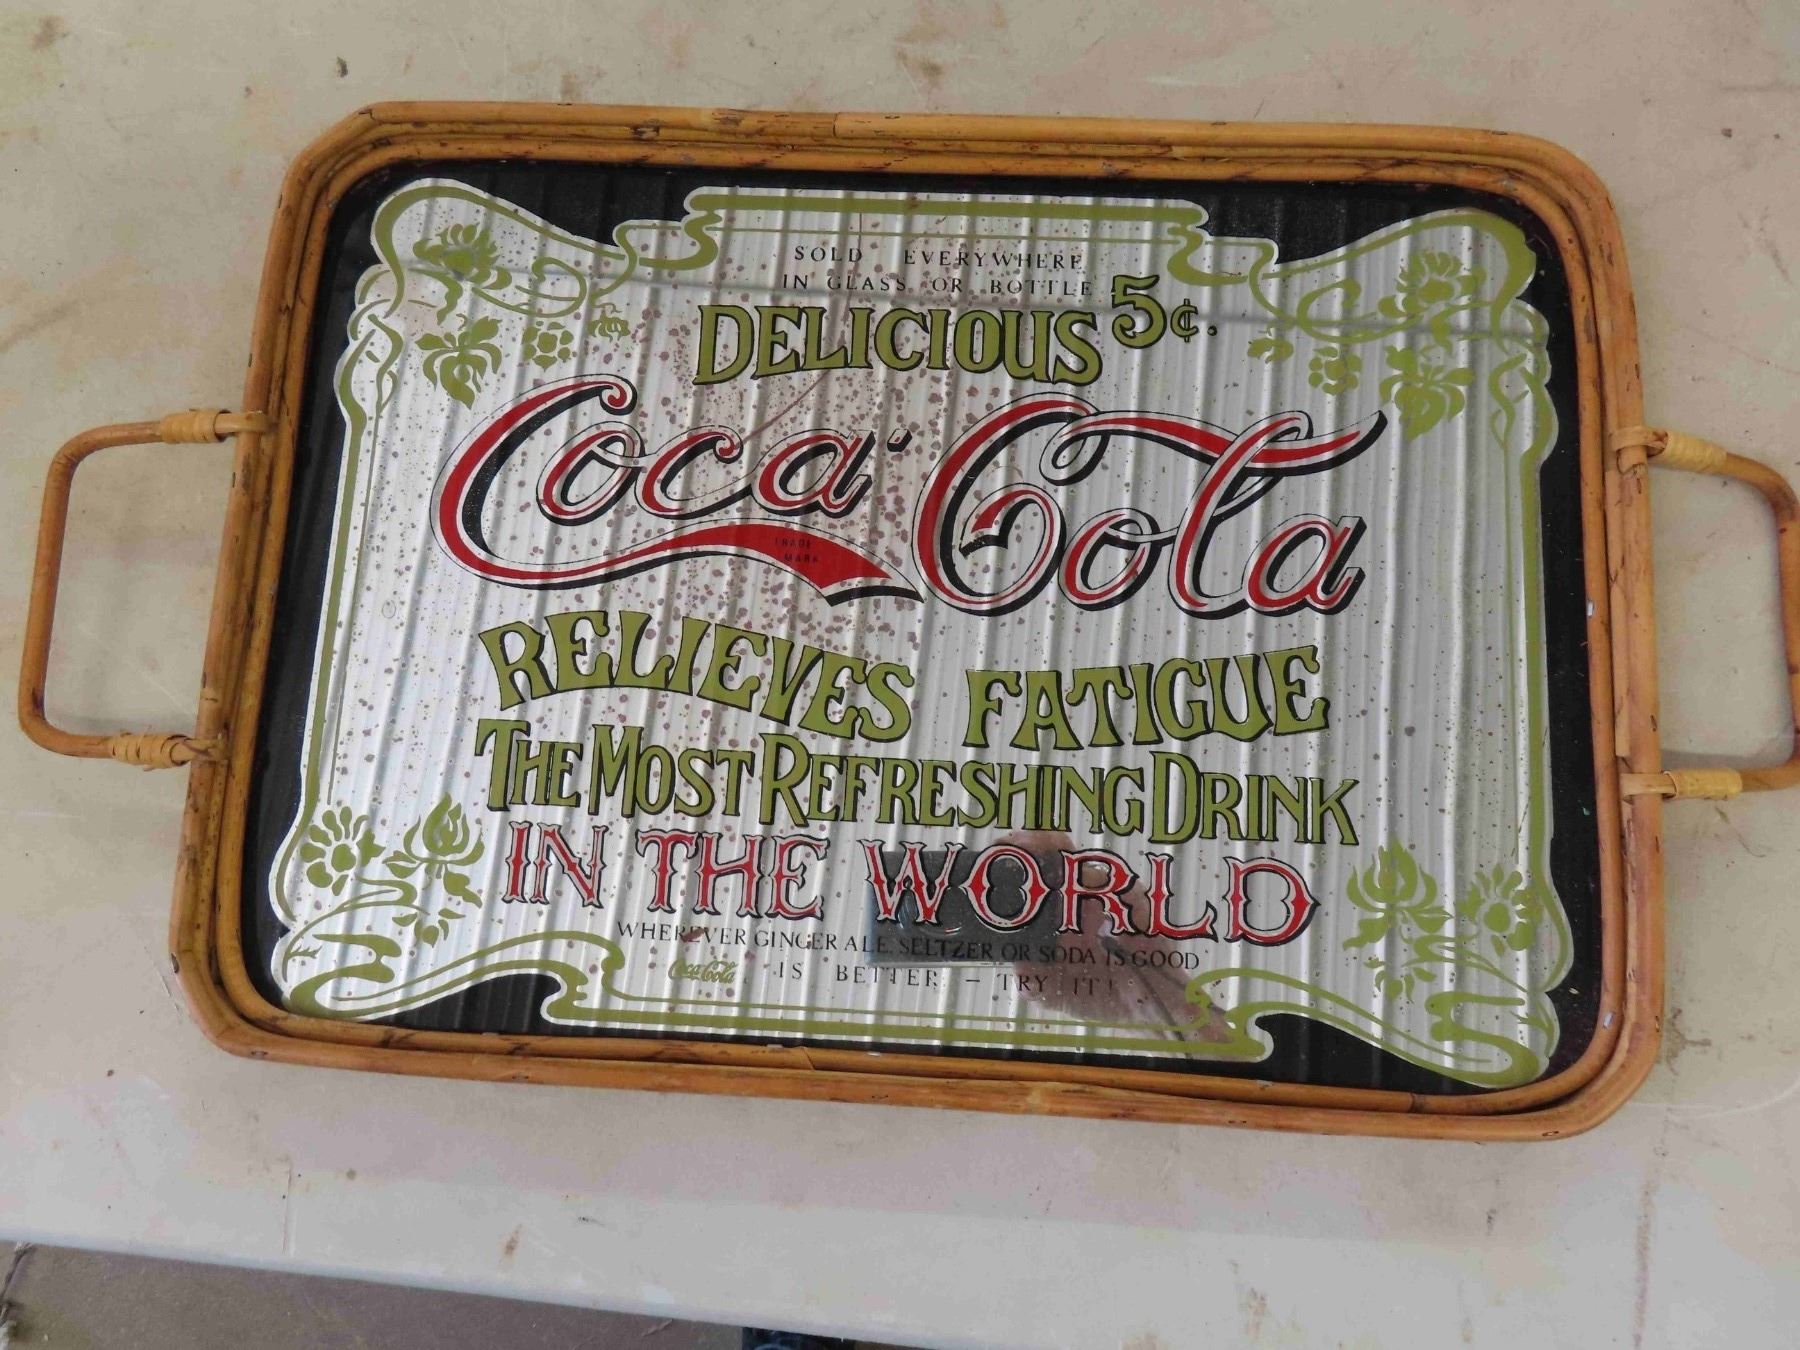 SOLD EVERYWHERE
IN GLASS OR BOTTLE
DELICIOUS 5¢.
Coca-Cola
TRADE
MARK
RELIEVES FATIGUE
THE MOST REFRESHING DRINK
IN THE WORLD
WHEREVER GINGER ALE, SELTZER OR SODA IS GOOD
Coca-Cola IS BETTER - TRY IT!